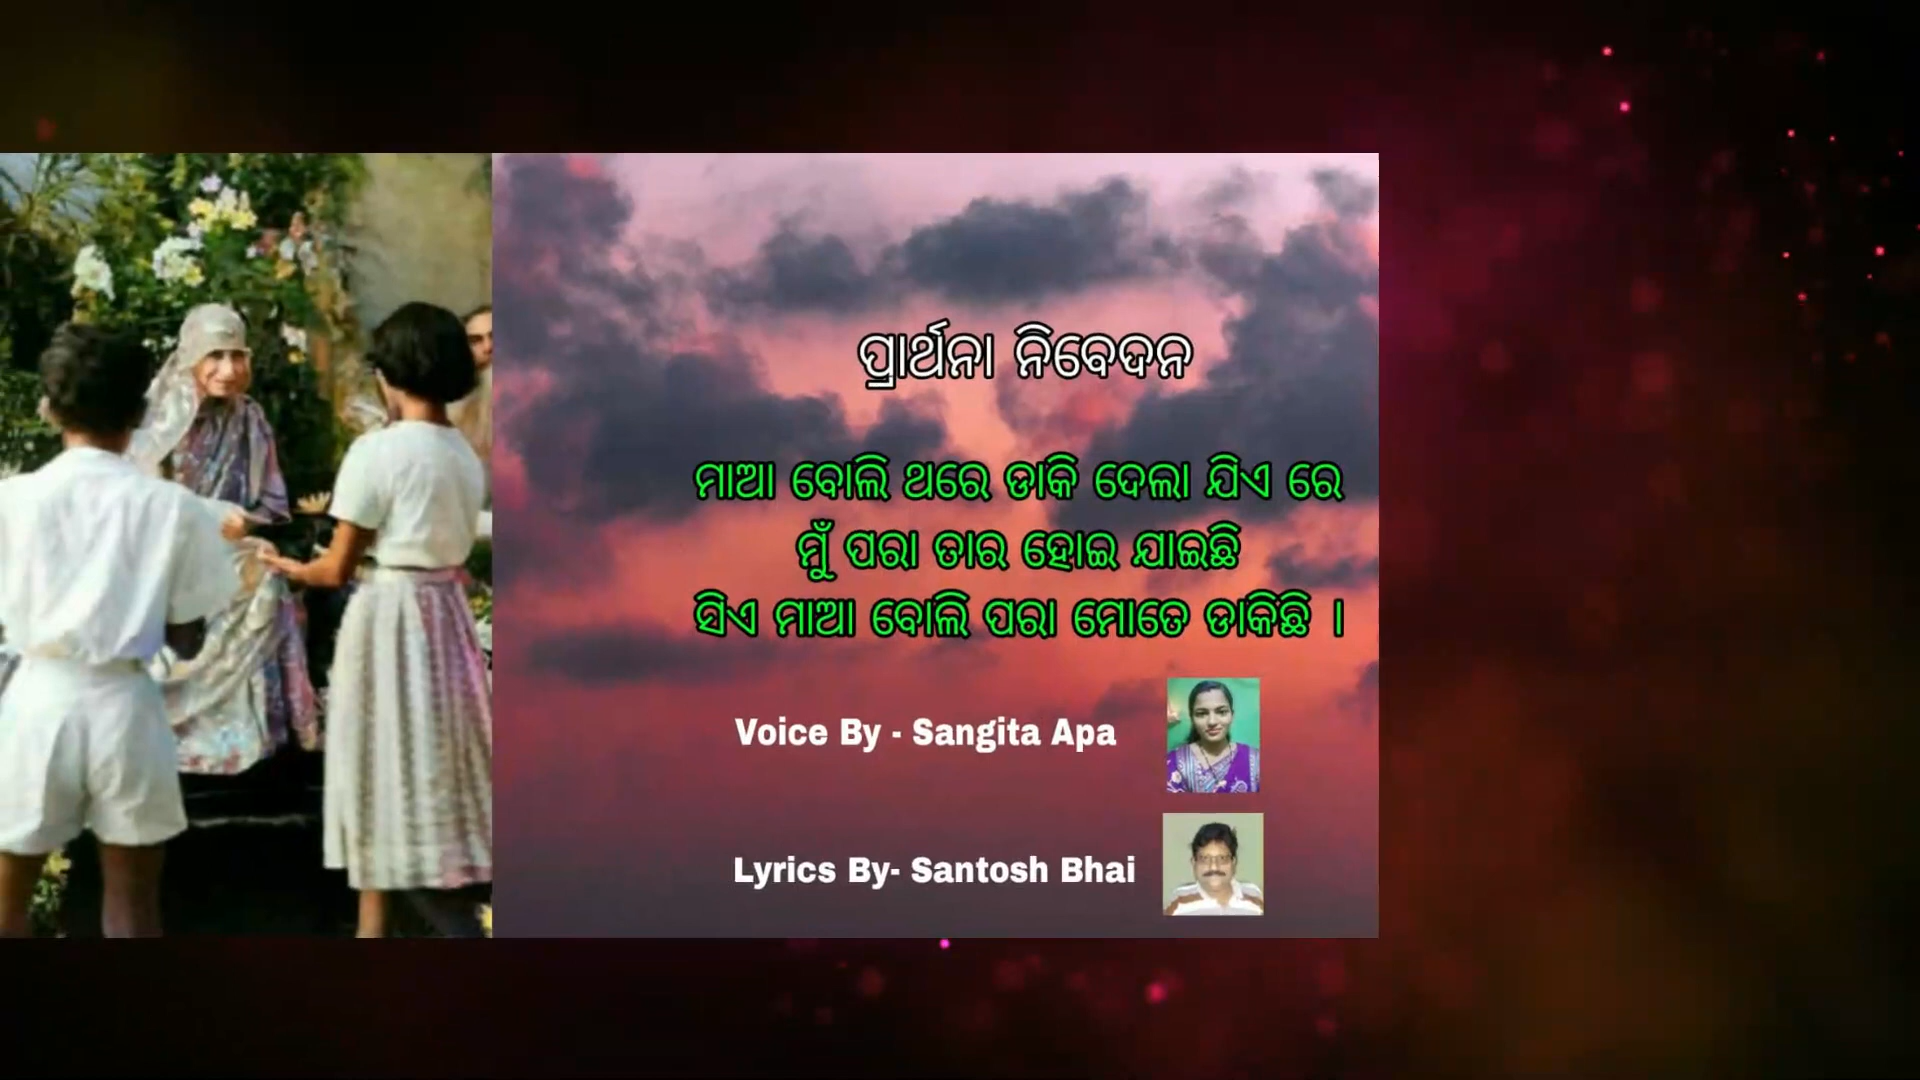 ପ୍ରାର୍ଥନା ନିବେଦନ
ମାଆ ବୋଲି ଥରେ ଡାକି ଦେଲା ଯିଏ ରେ
ମୁଁ ପରା ତାର ହୋଇ ଯାଇଛି
ସିଏ ମାଆ ବୋଲି ପରା ମୋତେ ଡାକିଛି ।
Voice By - Sangita Apa
Lyrics By- Santosh Bhai